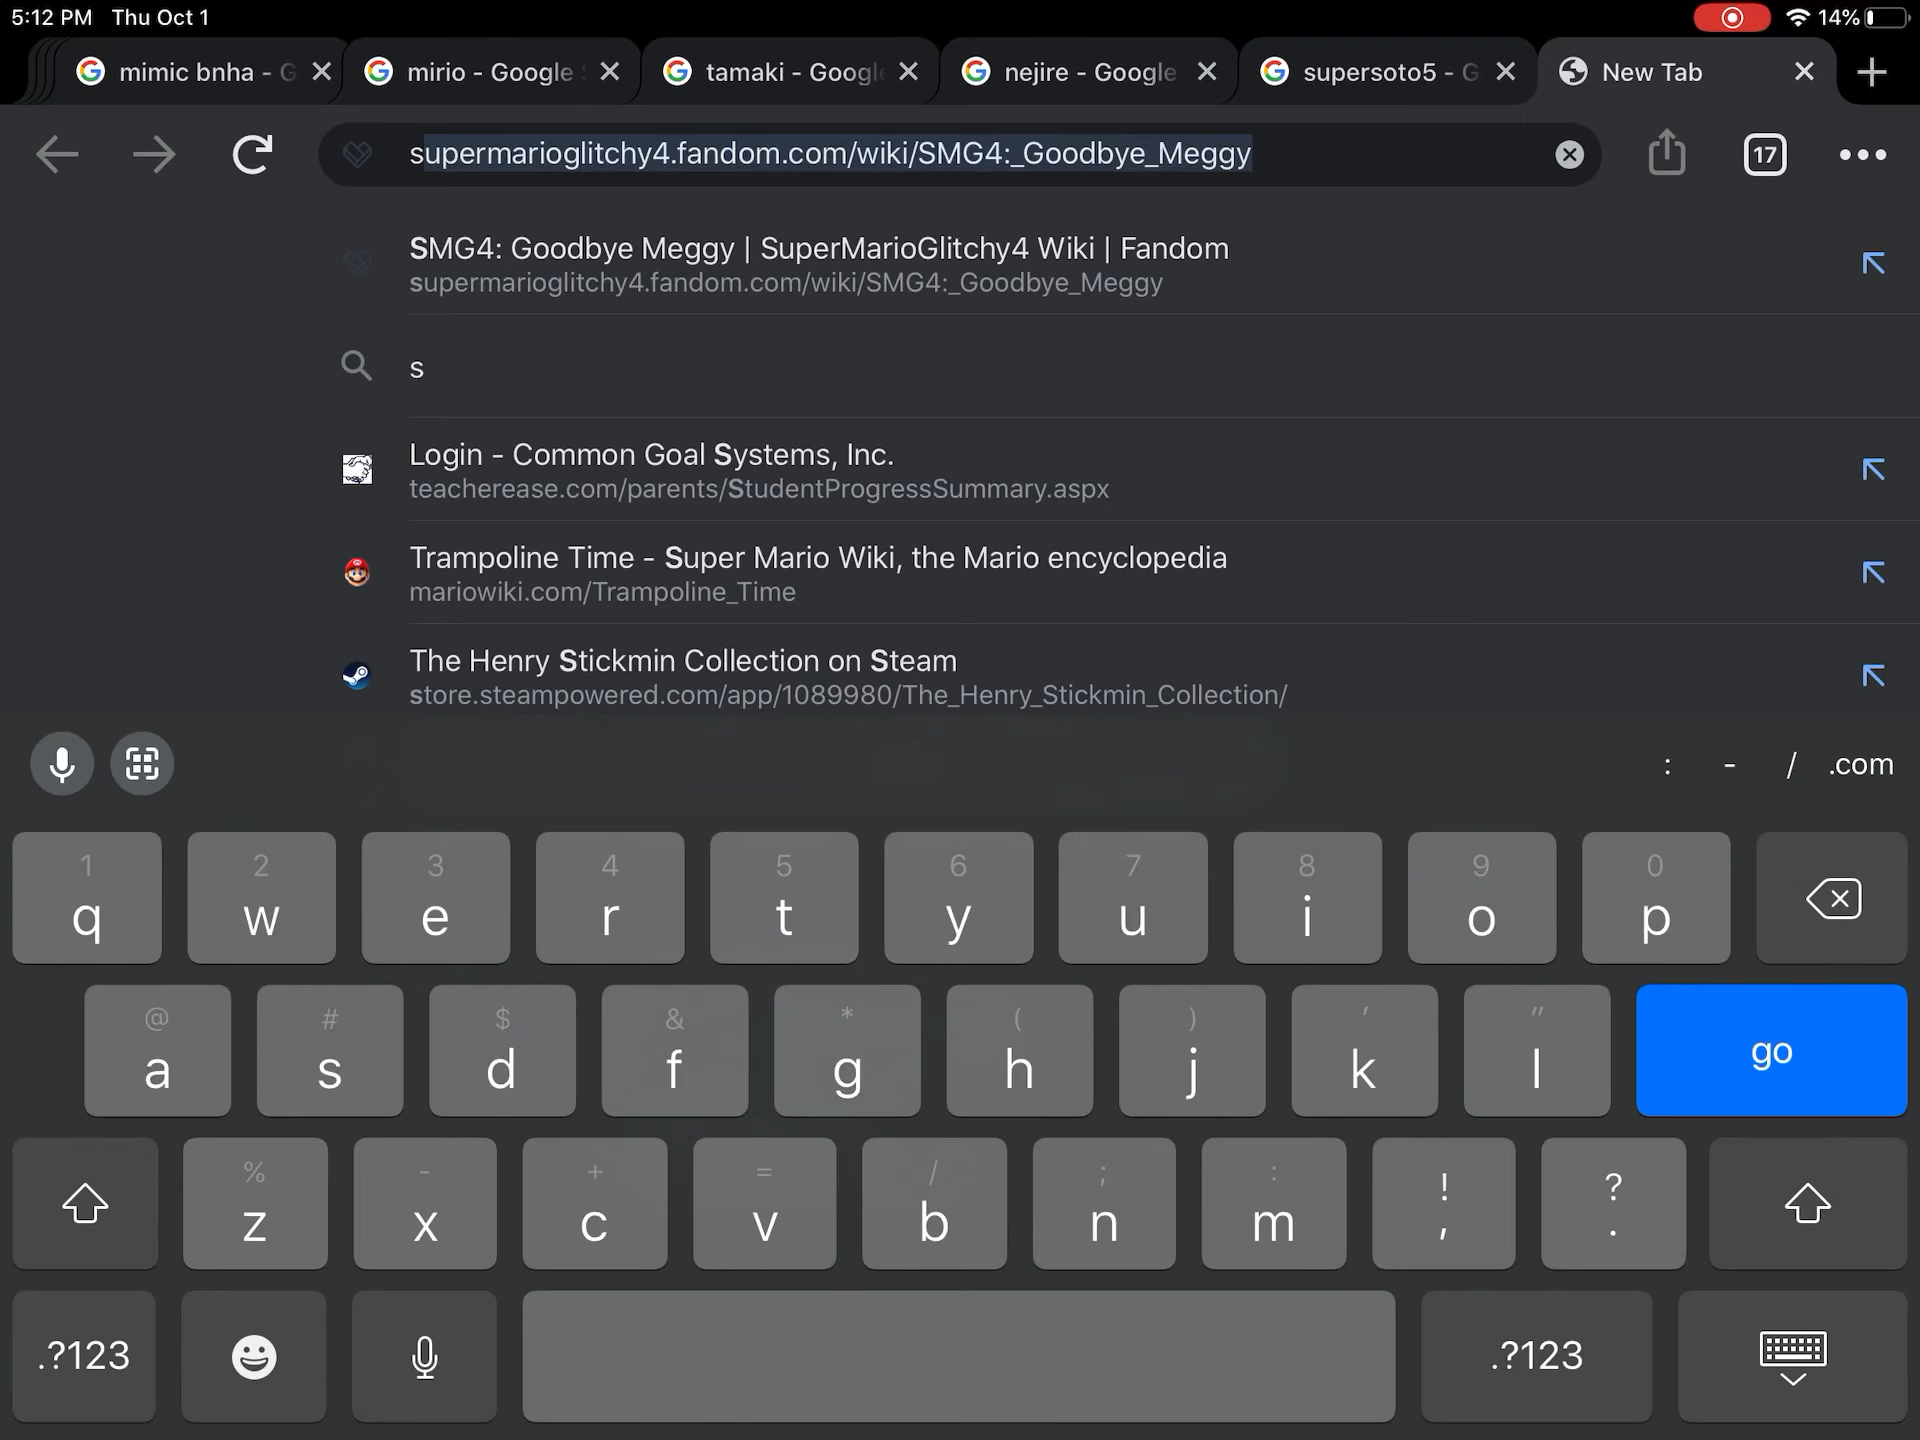 5:12 PM Thu Oct 1
14%
mimic bnha - G
mirio - Google
tamaki - Googl
nejire - Google
supersoto5 - G
New Tab
supermarioglitchy4.fandom.com/wiki/SMG4:_Goodbye_Meggy
17
SMG4: Goodbye Meggy | SuperMarioGlitchy4 Wiki | Fandom
supermarioglitchy4.fandom.com/wiki/SMG4:_Goodbye_Meggy
s
Login - Common Goal Systems, Inc.
teacherease.com/parents/StudentProgressSummary.aspx
Trampoline Time - Super Mario Wiki, the Mario encyclopedia
mariowiki.com/Trampoline_Time
The Henry Stickmin Collection on Steam
store.steampowered.com/app/1089980/The_Henry_Stickmin_Collection/
: - / .com
1 2 3 4 5 6 7 8 9 0
q w e r t y u i o p
@ # $ & * ( ) ' "
a s d f g h j k l go
% - + = / ; : ! ?
z x c v b n m , .
.?123 .?123